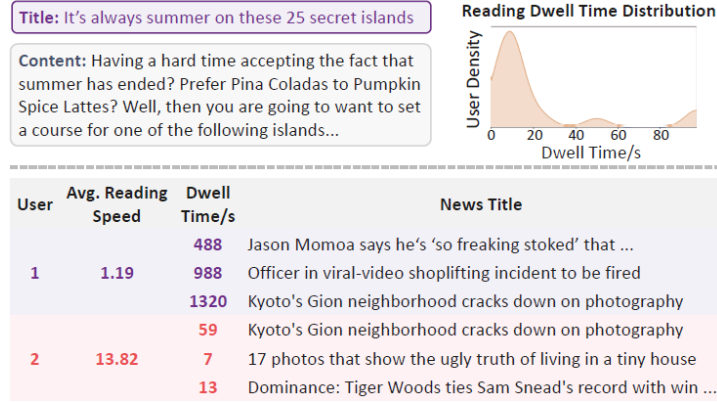 Title: It's always summer on these 25 secret islands
Content: Having a hard time accepting the fact that
summer has ended? Prefer Pina Coladas to Pumpkin
Spice Lattes? Well, then you are going to want to set
a course for one of the following islands...
Reading Dwell Time Distribution
User Density
0 20 40 60 80
Dwell Time/s
User Avg. Reading Speed Dwell Time/s News Title
488 Jason Momoa says he's 'so freaking stoked' that ...
1 1.19 988 Officer in viral-video shoplifting incident to be fired
1320 Kyoto's Gion neighborhood cracks down on photography
59 Kyoto's Gion neighborhood cracks down on photography
2 13.82 7 17 photos that show the ugly truth of living in a tiny house
13 Dominance: Tiger Woods ties Sam Snead's record with win ...